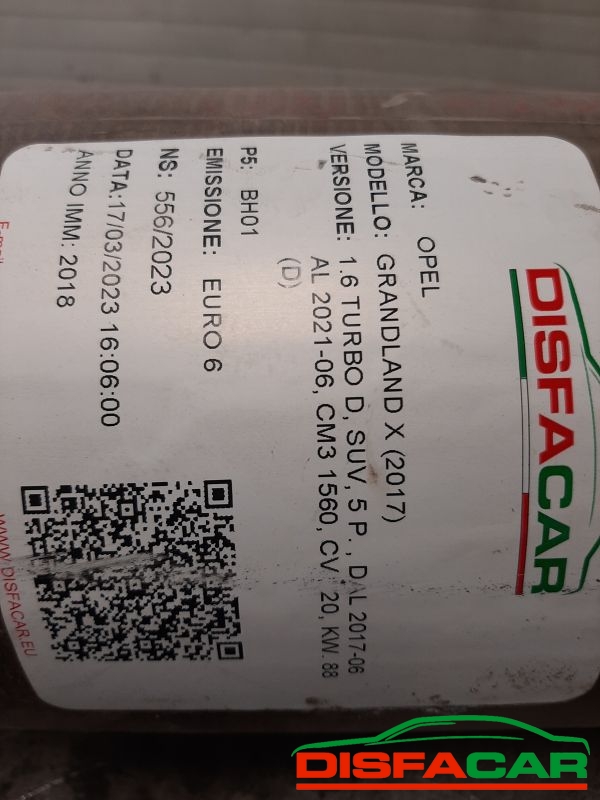 DISFACAR
MARCA: OPEL
MODELLO: GRANDLAND X (2017)
VERSIONE: 1.6 TURBO D, SUV, 5 P., DAL 2017-06
AL 2021-06, CM3 1560, CV 20, KW. 88
(D)
P5: BH01
EMISSIONE: EURO 6
NS: 556/2023
DATA:17/03/2023 16:06:00
ANNO IMM: 2018
WWW.DISFACAR.EU
DISFACAR